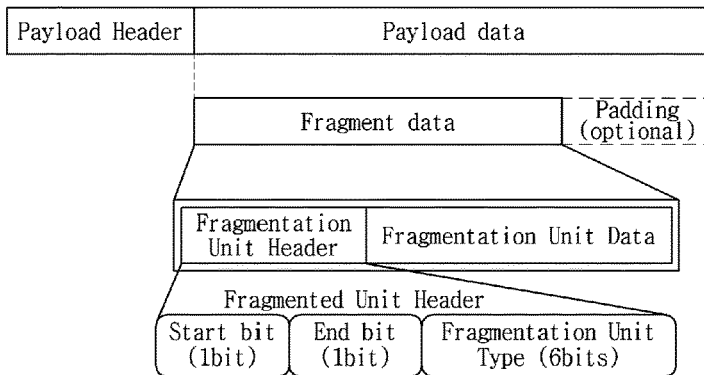 Payload Header Payload data
Fragment data
Padding
(optional)
Fragmentation
Unit Header
Fragmentation Unit Data
Fragmented Unit Header
Start bit
(1bit)
End bit
(1bit)
Fragmentation Unit
Type (6bits)